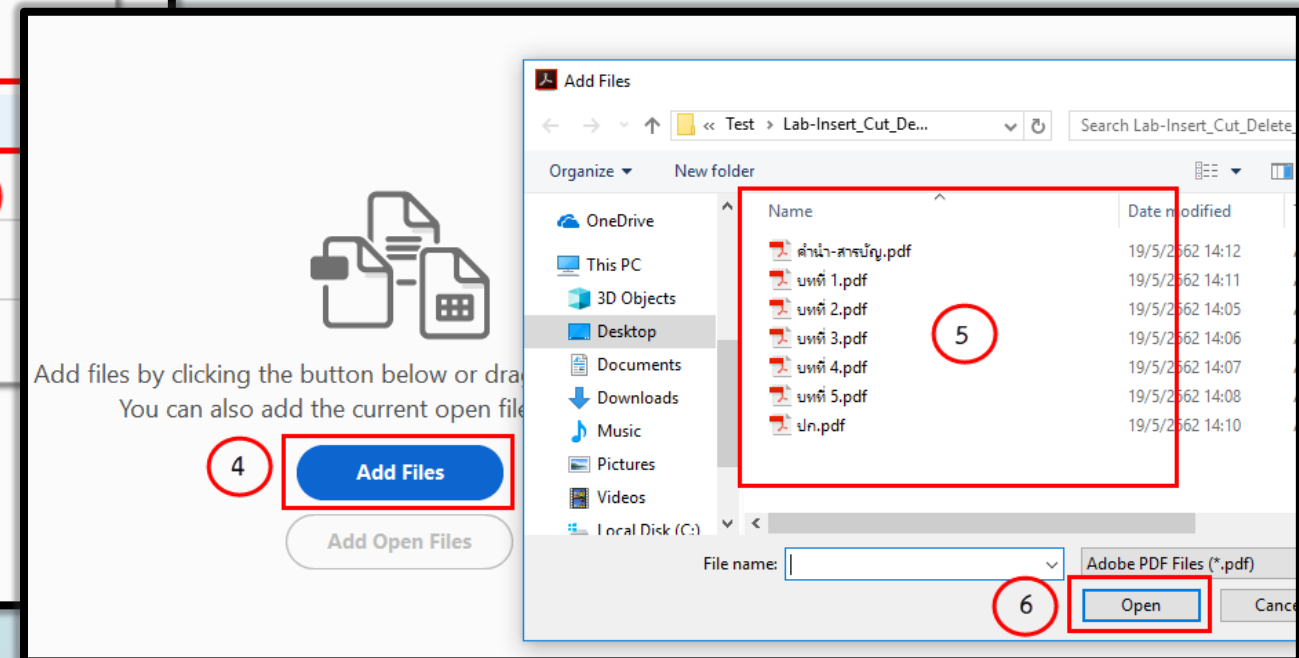 Add files by clicking the button below or dra
You can also add the current open file
4
Add Files
Add Open Files
Add Files
« Test > Lab-Insert_Cut_De...
Search Lab-Insert_Cut_Delete_
Organize
New folder
OneDrive
This PC
3D Objects
Desktop
Documents
Downloads
Music
Pictures
Videos
Local Disk (C:)
Name Date modified
คำนำ-สารบัญ.pdf 19/5/2562 14:12
บทที่ 1.pdf 19/5/2562 14:11
บทที่ 2.pdf 19/5/2562 14:05
บทที่ 3.pdf 19/5/2562 14:06
บทที่ 4.pdf 19/5/2562 14:07
บทที่ 5.pdf 19/5/2562 14:08
ปก.pdf 19/5/2562 14:10
5
File name:
Adobe PDF Files (*.pdf)
6
Open
Cance